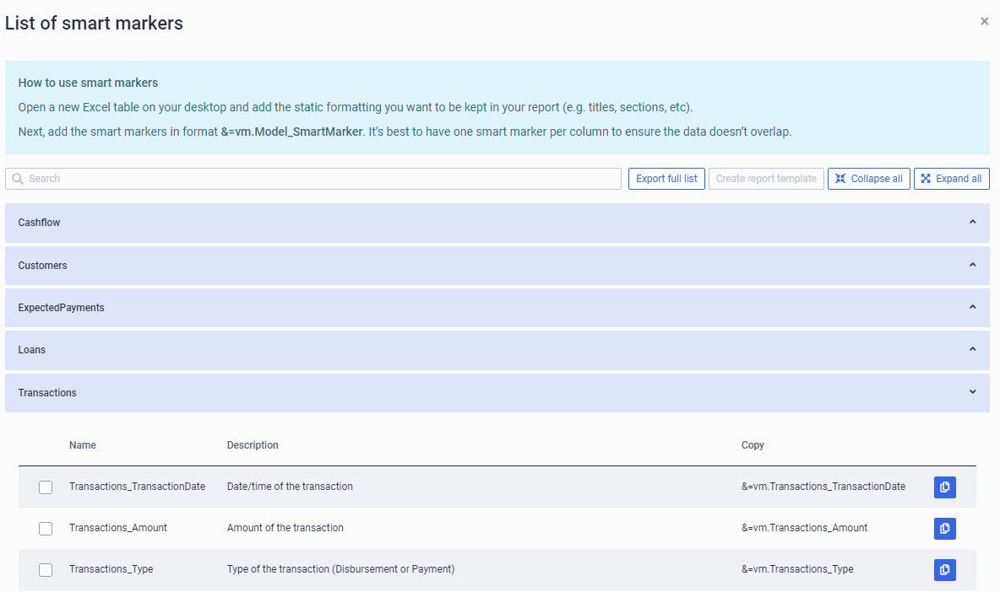 List of smart markers
×
How to use smart markers
Open a new Excel table on your desktop and add the static formatting you want to be kept in your report (e.g. titles, sections, etc).
Next, add the smart markers in format &=vm.Model_SmartMarker. It’s best to have one smart marker per column to ensure the data doesn’t overlap.
Search Export full list Create report template Collapse all Expand all
Cashflow
Customers
ExpectedPayments
Loans
Transactions
Name Description Copy
Transactions_TransactionDate Date/time of the transaction &=vm.Transactions_TransactionDate
Transactions_Amount Amount of the transaction &=vm.Transactions_Amount
Transactions_Type Type of the transaction (Disbursement or Payment) &=vm.Transactions_Type